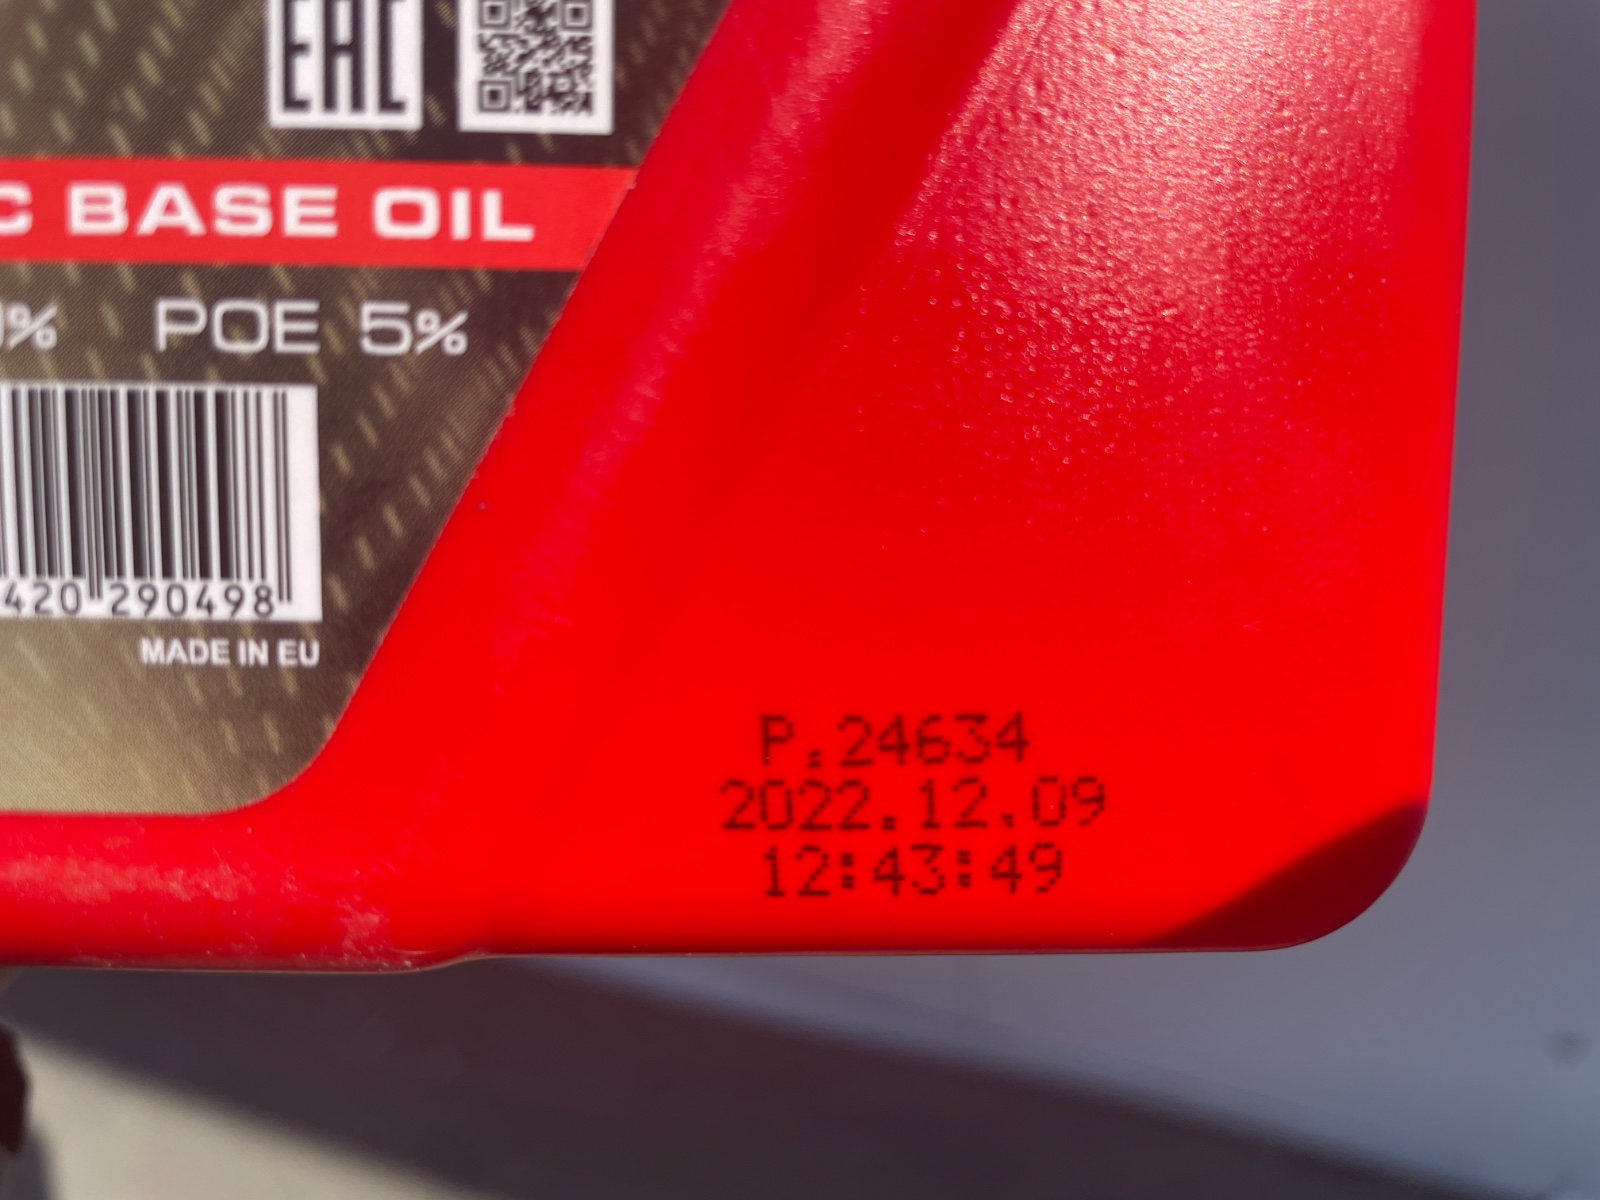 EAC
C BASE OIL
% POE 5%
420 290498
MADE IN EU
P.24634
2022.12.09
12:43:49